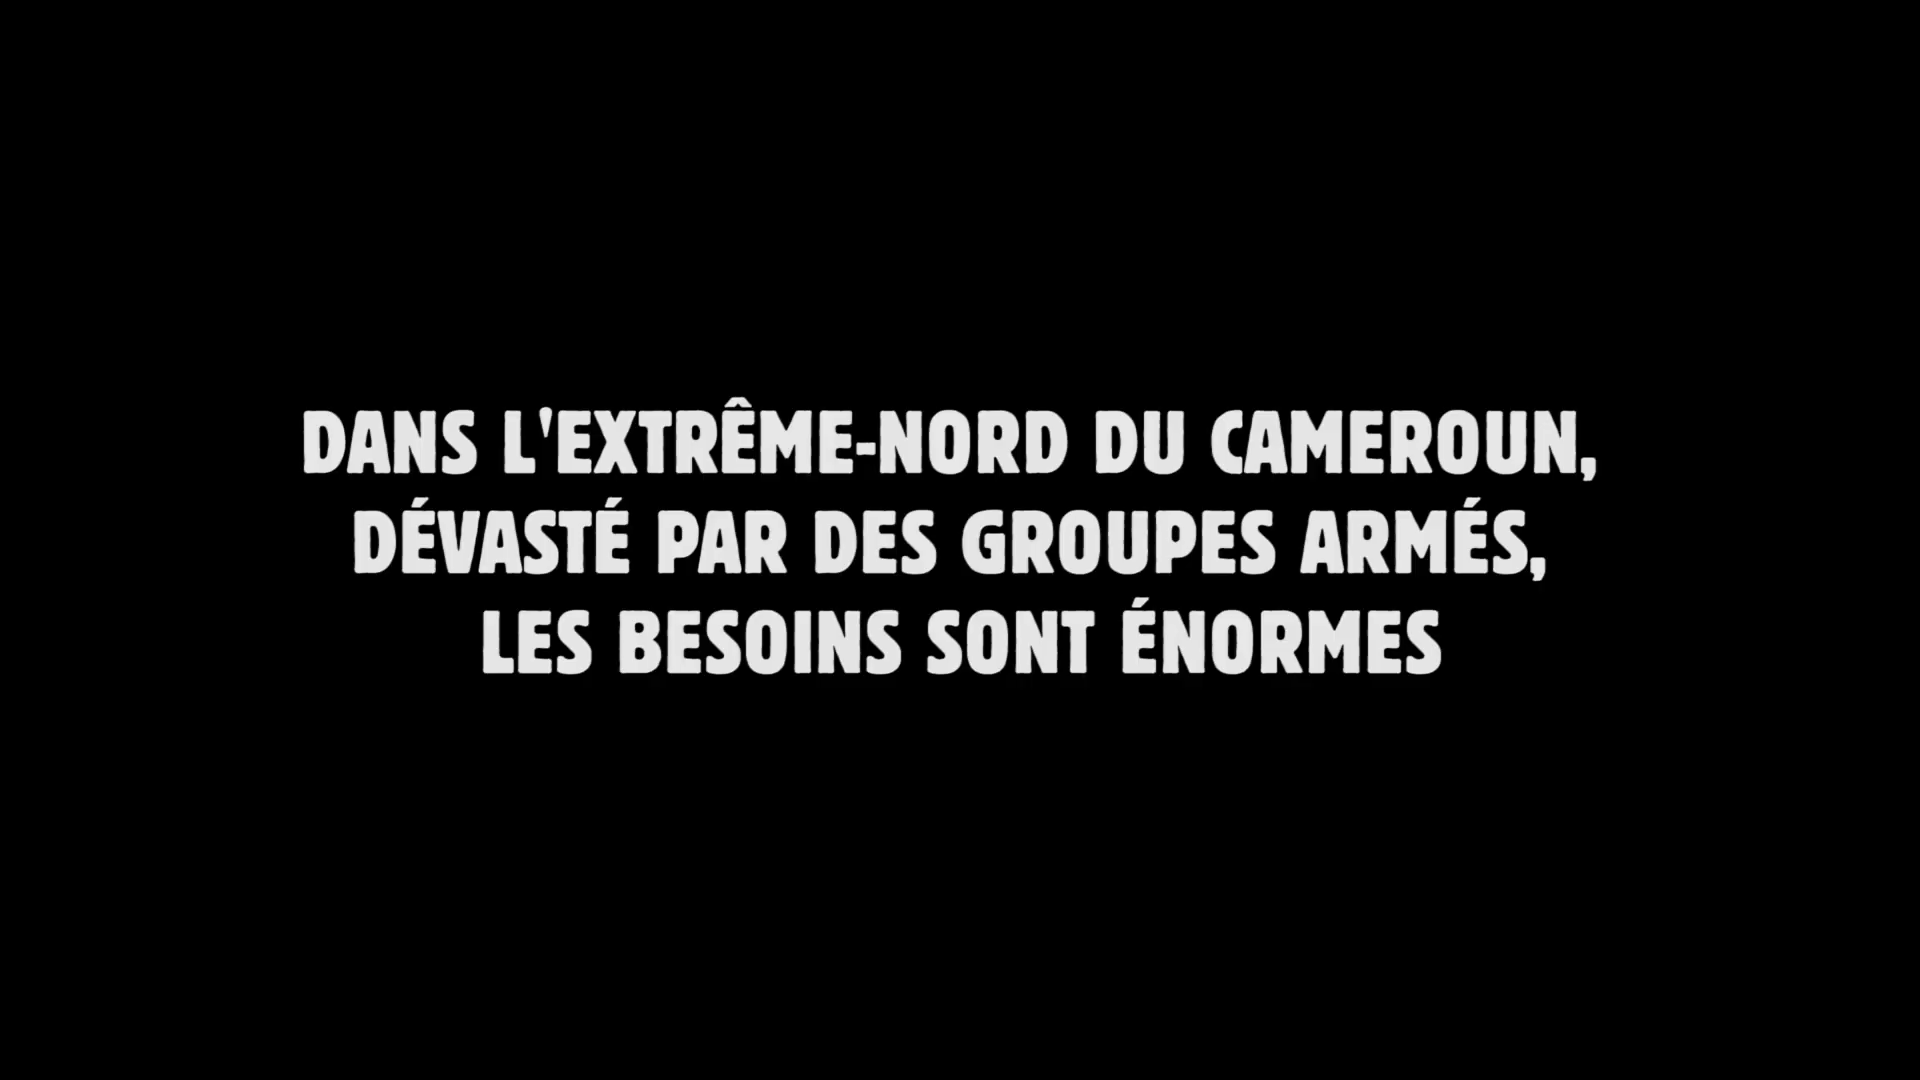 DANS L'EXTRÊME-NORD DU CAMEROUN,
DÉVASTÉ PAR DES GROUPES ARMÉS,
LES BESOINS SONT ÉNORMES